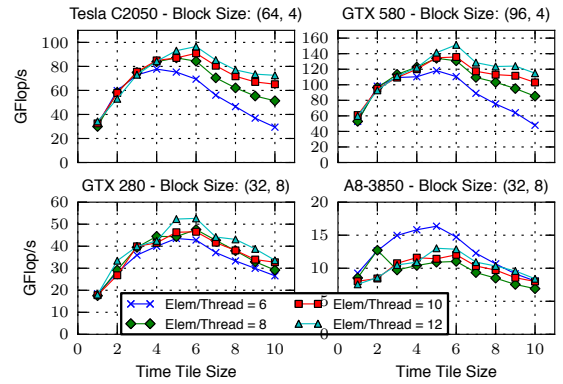 Tesla C2050 - Block Size: (64, 4)
GTX 580 - Block Size: (96, 4)
GFlop/s
100
80
60
40
20
0
160
140
120
100
80
60
40
20
0
GTX 280 - Block Size: (32, 8)
A8-3850 - Block Size: (32, 8)
GFlop/s
60
50
40
30
20
10
0
20
15
10
5
0
Elem/Thread = 6
Elem/Thread = 10
Elem/Thread = 8
Elem/Thread = 12
0 2 4 6 8 10
0 2 4 6 8 10
Time Tile Size
Time Tile Size